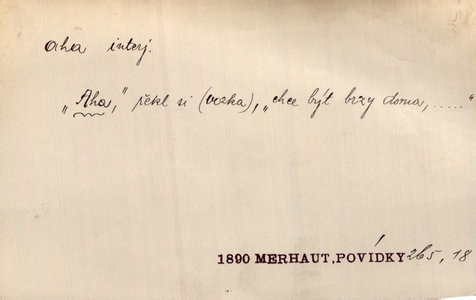 aha interj.
„Aha,“ řekl si (vozka), „chce být brzy doma, .....“
1890 MERHAUT, POVÍDKY 265, 18